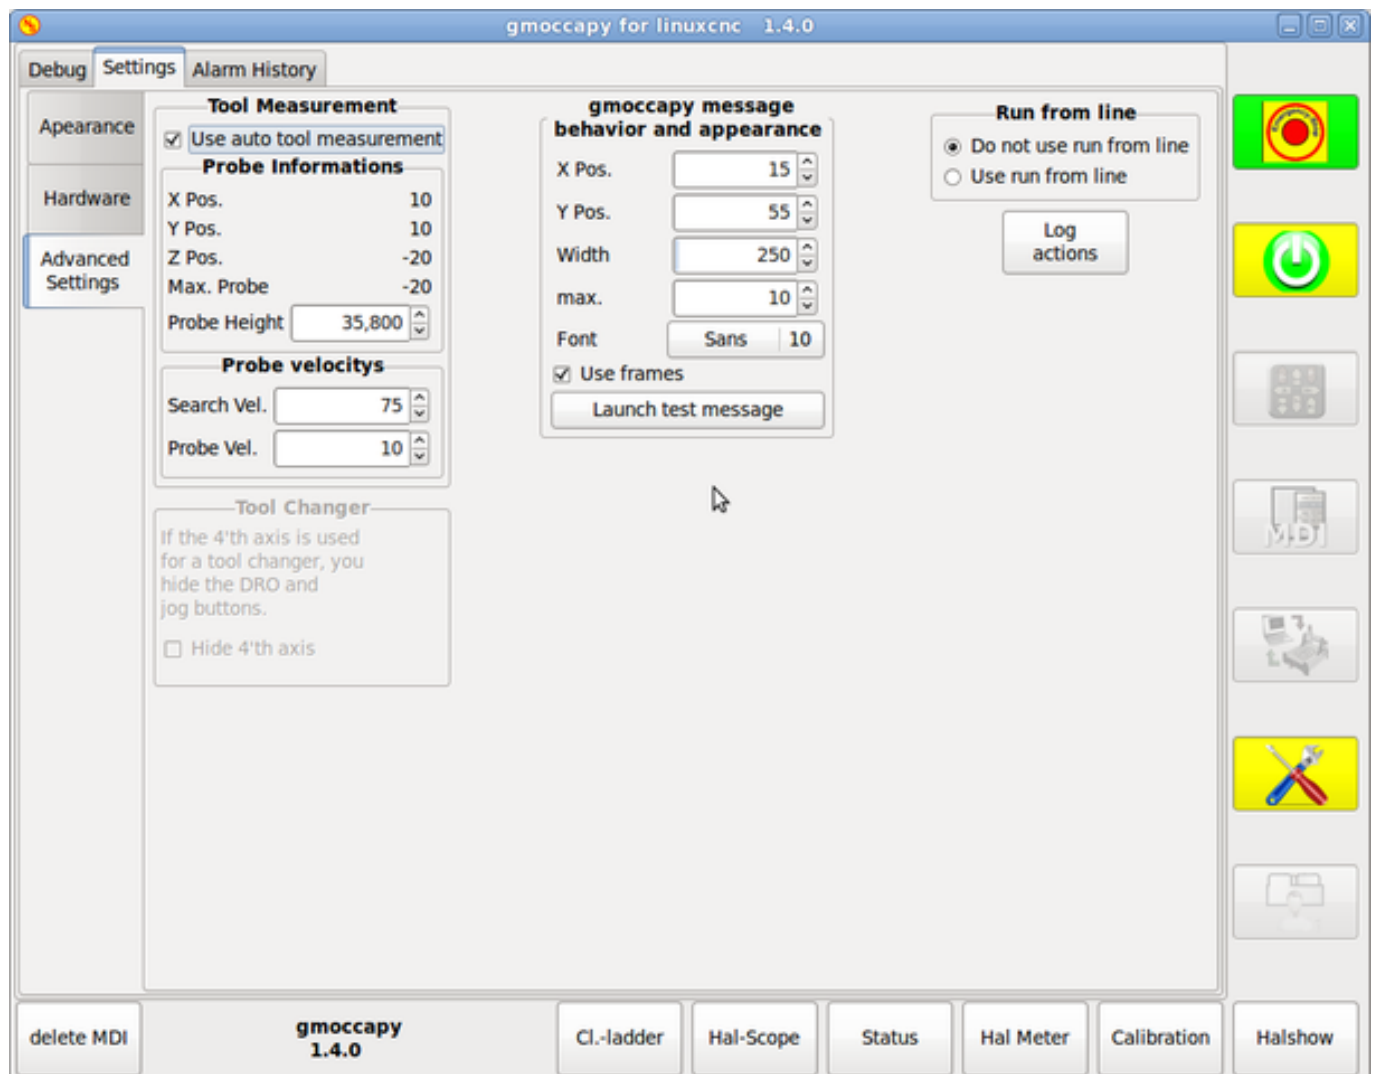 gmoccapy for linuxcnc 1.4.0
Debug
Settings
Alarm History
Apearance
Hardware
Advanced
Settings
Tool Measurement
Use auto tool measurement
Probe Informations
X Pos. 10
Y Pos. 10
Z Pos. -20
Max. Probe -20
Probe Height 35,800
Probe velocitys
Search Vel. 75
Probe Vel. 10
Tool Changer
If the 4'th axis is used
for a tool changer, you
hide the DRO and
jog buttons.
Hide 4'th axis
gmoccapy message
behavior and appearance
X Pos. 15
Y Pos. 55
Width 250
max. 10
Font Sans 10
Use frames
Launch test message
Run from line
Do not use run from line
Use run from line
Log
actions
MDI
delete MDI
gmoccapy
1.4.0
Cl.-ladder
Hal-Scope
Status
Hal Meter
Calibration
Halshow